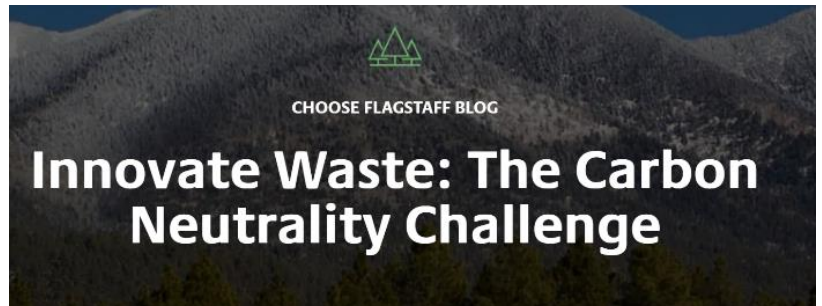 CHOOSE FLAGSTAFF BLOG
Innovate Waste: The Carbon
Neutrality Challenge